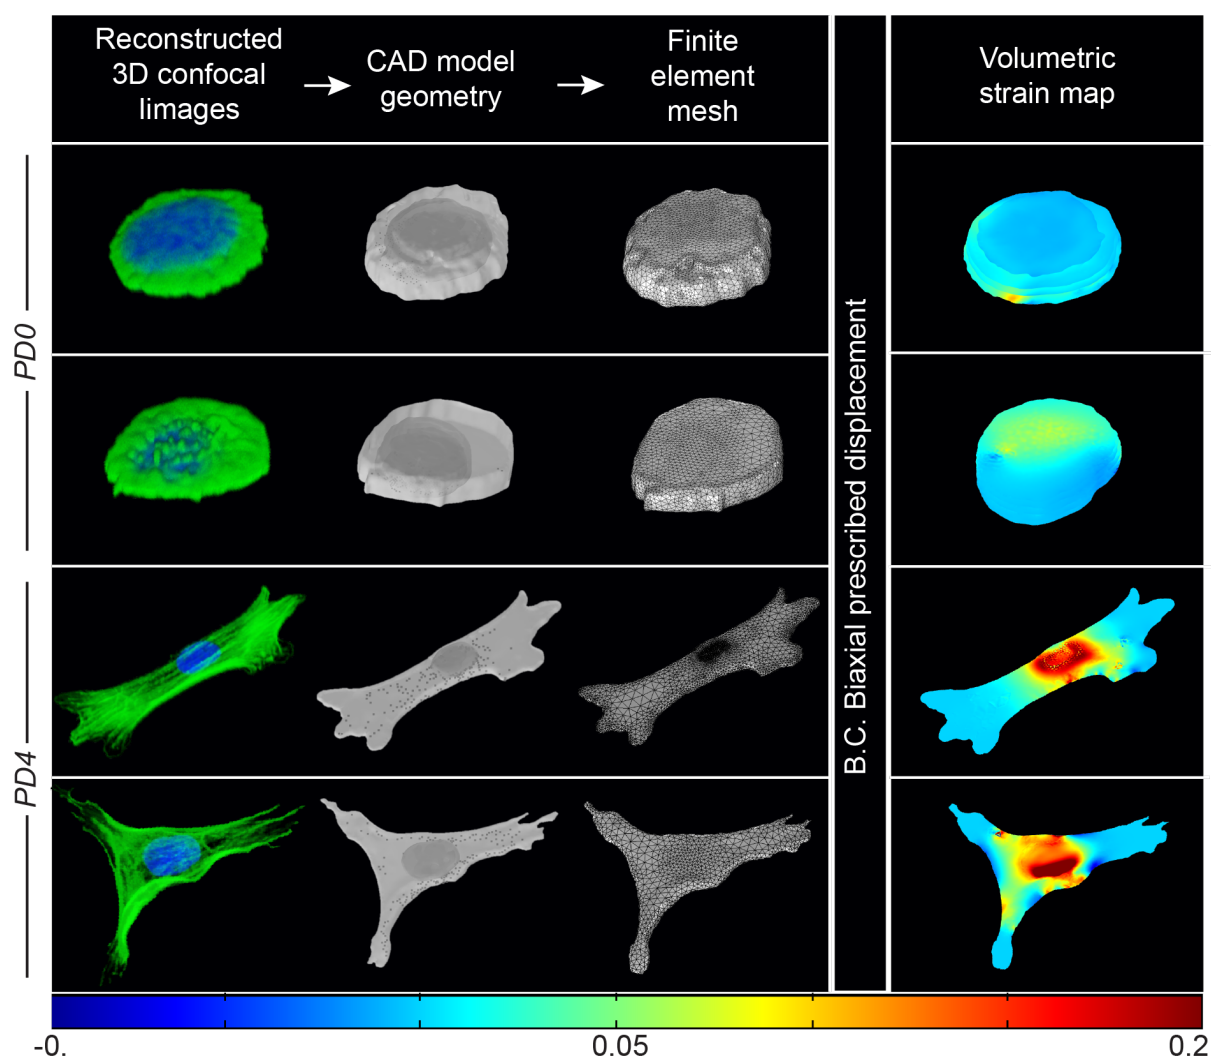 Reconstructed
3D confocal
Iimages
CAD model
geometry
Finite
element
mesh
Volumetric
strain map
PD0
PD4
B.C. Biaxial prescribed displacement
-0.
0.05
0.2